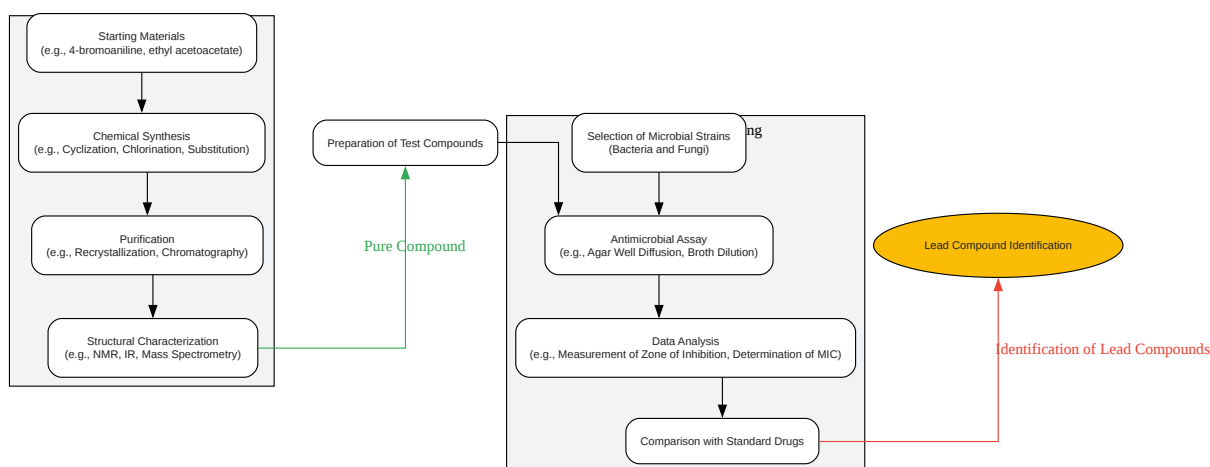 Starting Materials
(e.g., 4-bromoaniline, ethyl acetoacetate)
Chemical Synthesis
(e.g., Cyclization, Chlorination, Substitution)
Purification
(e.g., Recrystallization, Chromatography)
Structural Characterization
(e.g., NMR, IR, Mass Spectrometry)
Pure Compound
Preparation of Test Compounds
Selection of Microbial Strains
(Bacteria and Fungi)
Antimicrobial Assay
(e.g., Agar Well Diffusion, Broth Dilution)
Data Analysis
(e.g., Measurement of Zone of Inhibition, Determination of MIC)
Comparison with Standard Drugs
Identification of Lead Compounds
Lead Compound Identification